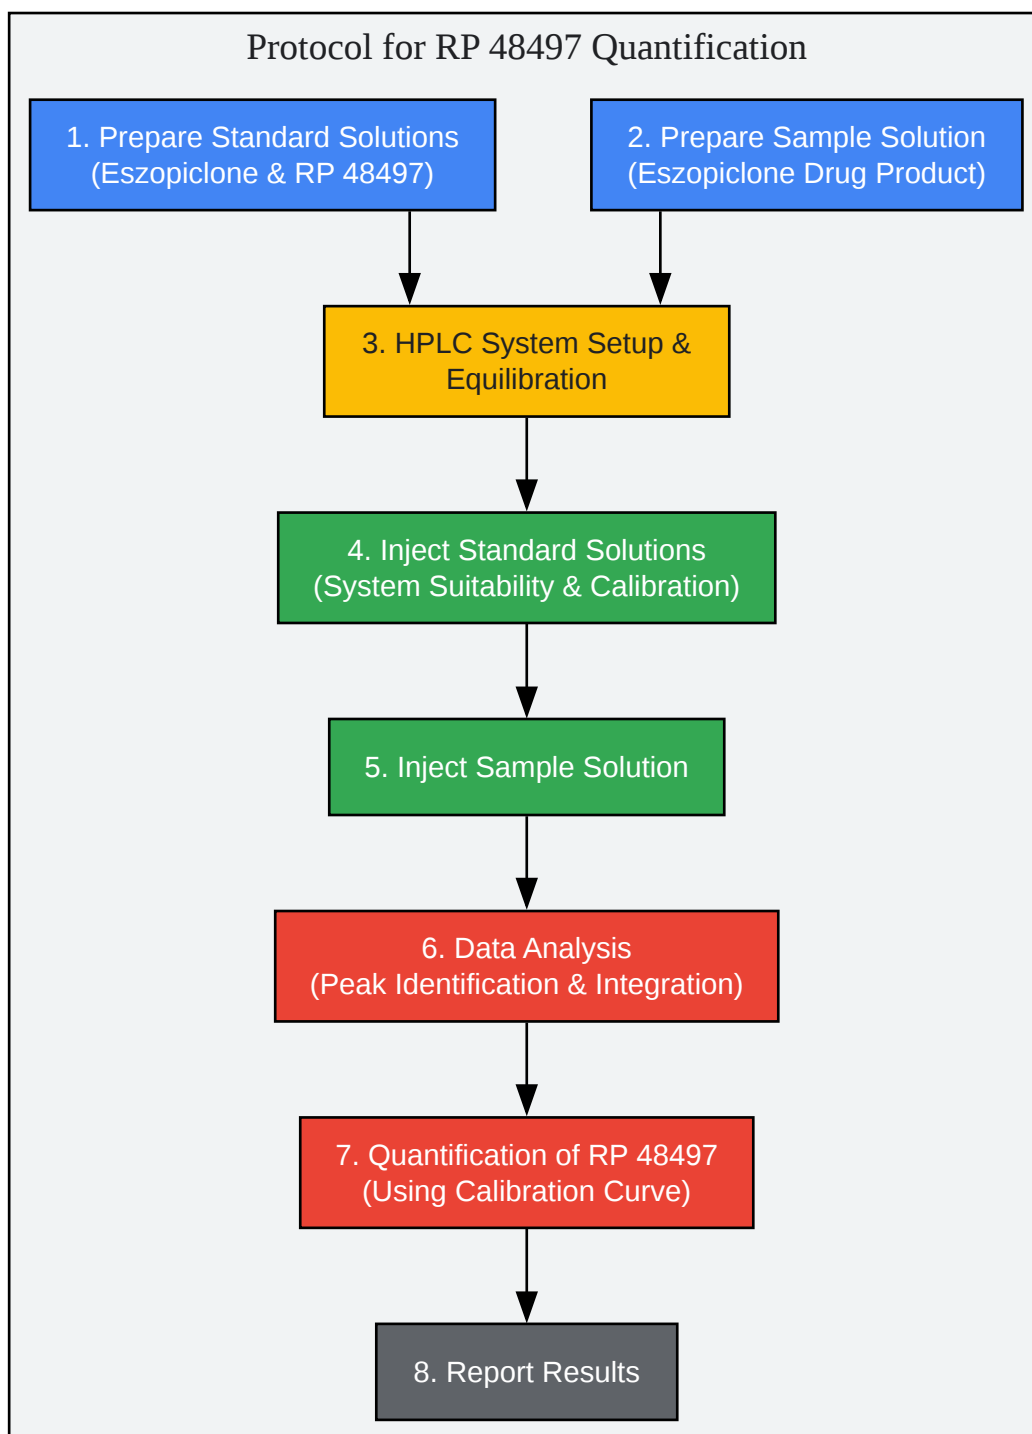 Protocol for RP 48497 Quantification
1. Prepare Standard Solutions
(Eszopiclone & RP 48497)
2. Prepare Sample Solution
(Eszopiclone Drug Product)
3. HPLC System Setup &
Equilibration
4. Inject Standard Solutions
(System Suitability & Calibration)
5. Inject Sample Solution
6. Data Analysis
(Peak Identification & Integration)
7. Quantification of RP 48497
(Using Calibration Curve)
8. Report Results